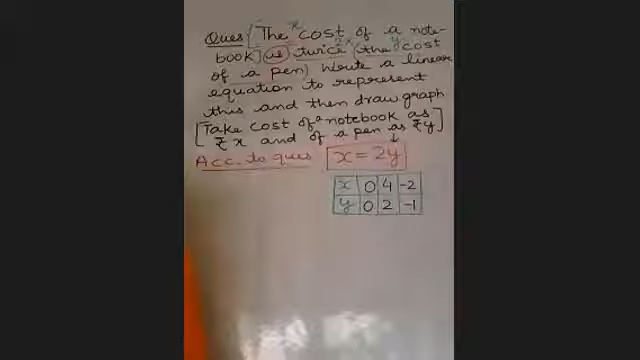 Ques [The x cost of a note-
book] is twice 2x (the y cost
of a pen) Write a linear
equation to represent
this and then draw graph
[Take cost of a notebook as
₹ x and of a pen as ₹y]
Acc. to ques x = 2y
x 0 4 -2
y 0 2 -1